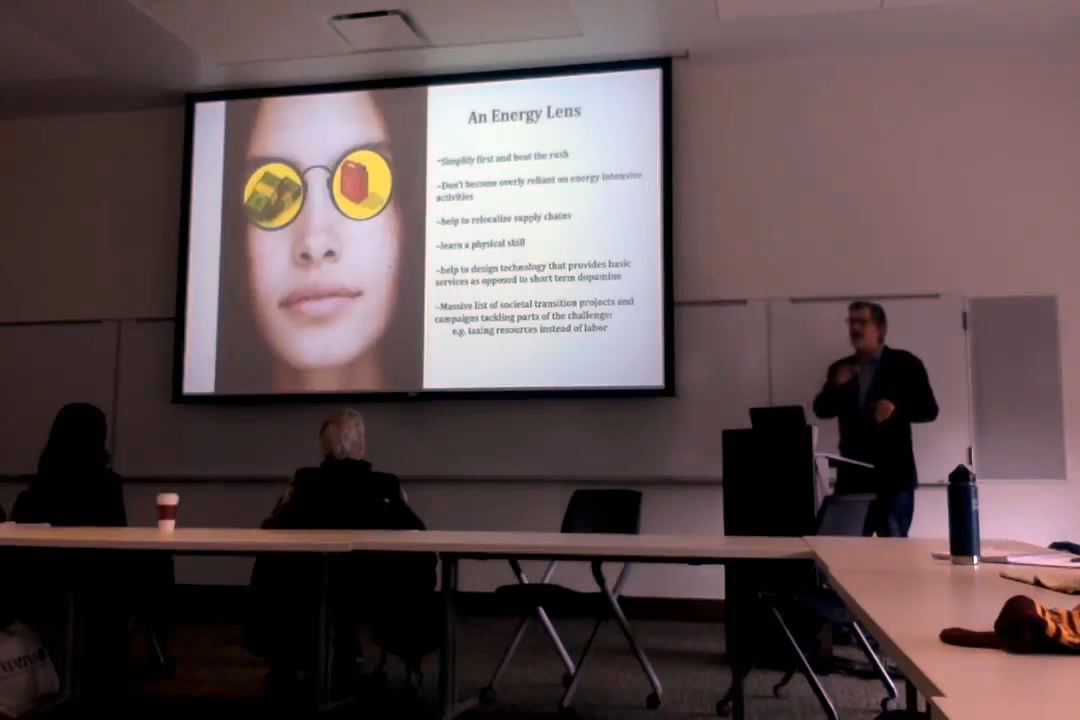 An Energy Lens
~Simplify first and beat the rush
~Don't become overly reliant on energy intensive
activities
~help to relocalize supply chains
~learn a physical skill
~help to design technology that provides basic
services as opposed to short term dopamine
~Massive list of societal transition projects and
campaigns tackling parts of the challenge:
e.g. taxing resources instead of labor